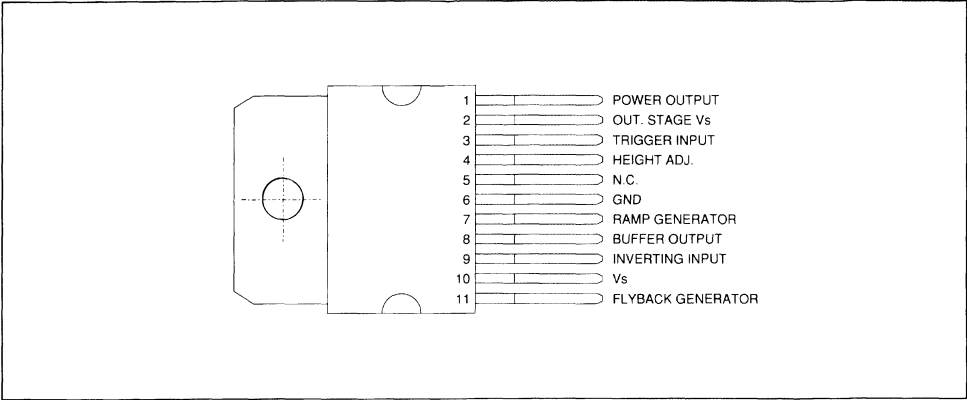 1 POWER OUTPUT
2 OUT. STAGE Vs
3 TRIGGER INPUT
4 HEIGHT ADJ.
5 N.C.
6 GND
7 RAMP GENERATOR
8 BUFFER OUTPUT
9 INVERTING INPUT
10 Vs
11 FLYBACK GENERATOR